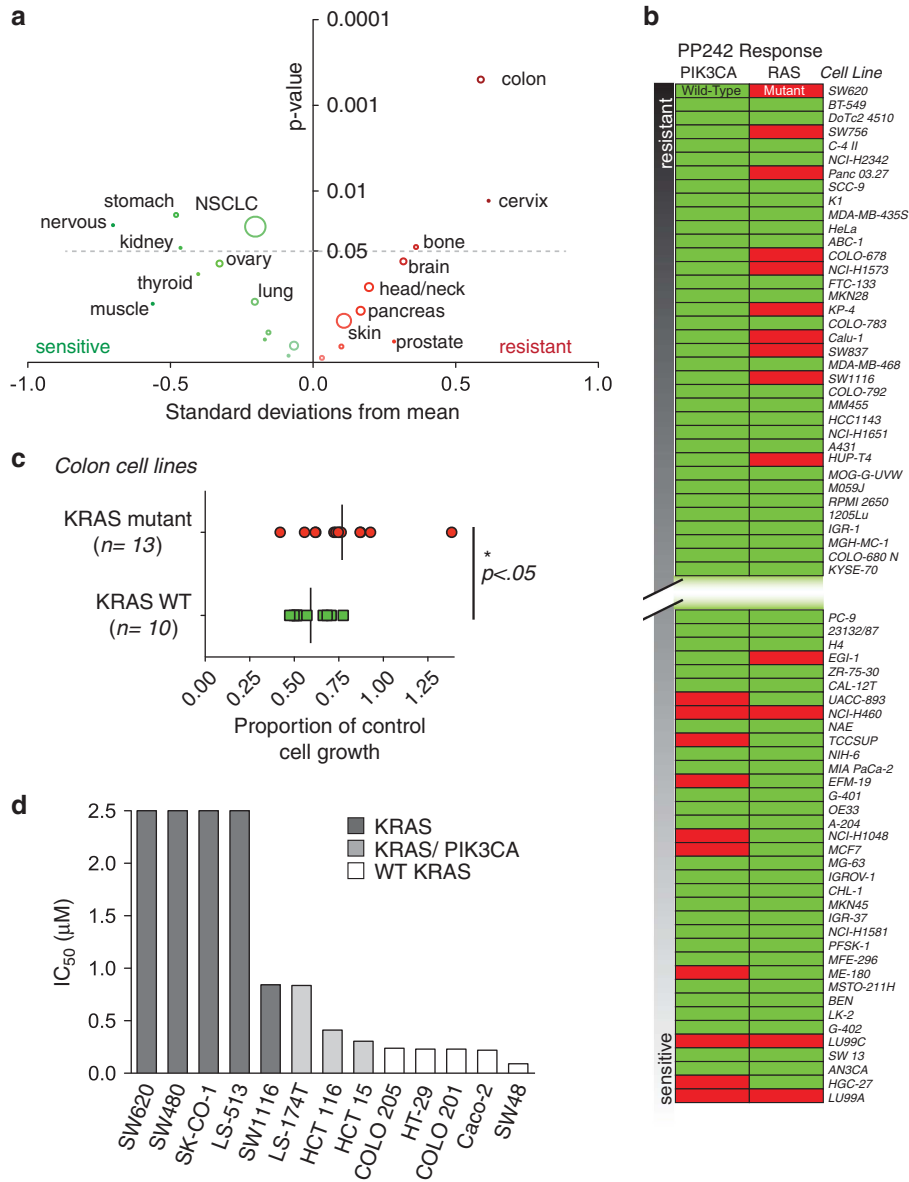 a
0.0001
0.001
0.01
0.05
p-value
colon
cervix
bone
brain
head/neck
pancreas
skin
prostate
stomach
NSCLC
nervous
kidney
ovary
thyroid
lung
muscle
sensitive
resistant
-1.0
-0.5
0.0
0.5
1.0
Standard deviations from mean
b
PP242 Response
PIK3CA RAS Cell Line
Wild-Type Mutant SW620
resistant
BT-549
DoTc2 4510
SW756
C-4 II
NCI-H2342
Panc 03.27
SCC-9
K1
MDA-MB-435S
HeLa
ABC-1
COLO-678
NCI-H1573
FTC-133
MKN28
KP-4
COLO-783
Calu-1
SW837
MDA-MB-468
SW1116
COLO-792
MM455
HCC1143
NCI-H1651
A431
HUP-T4
MOG-G-UVW
M059J
RPMI 2650
1205Lu
IGR-1
MGH-MC-1
COLO-680 N
KYSE-70
PC-9
23132/87
H4
EGI-1
ZR-75-30
CAL-12T
UACC-893
NCI-H460
NAE
TCCSUP
NIH-6
MIA PaCa-2
EFM-19
G-401
OE33
A-204
NCI-H1048
MCF7
MG-63
IGROV-1
CHL-1
MKN45
IGR-37
NCI-H1581
PFSK-1
MFE-296
ME-180
MSTO-211H
BEN
LK-2
G-402
LU99C
SW 13
AN3CA
HGC-27
LU99A
sensitive
c
Colon cell lines
KRAS mutant
(n= 13)
KRAS WT
(n= 10)
*
p<.05
0.00
0.25
0.50
0.75
1.00
1.25
Proportion of control
cell growth
d
2.5
2.0
1.5
1.0
0.5
0.0
IC50 (µM)
KRAS
KRAS/ PIK3CA
WT KRAS
SW620
SW480
SK-CO-1
LS-513
SW1116
LS-174T
HCT 116
HCT 15
COLO 205
HT-29
COLO 201
Caco-2
SW48